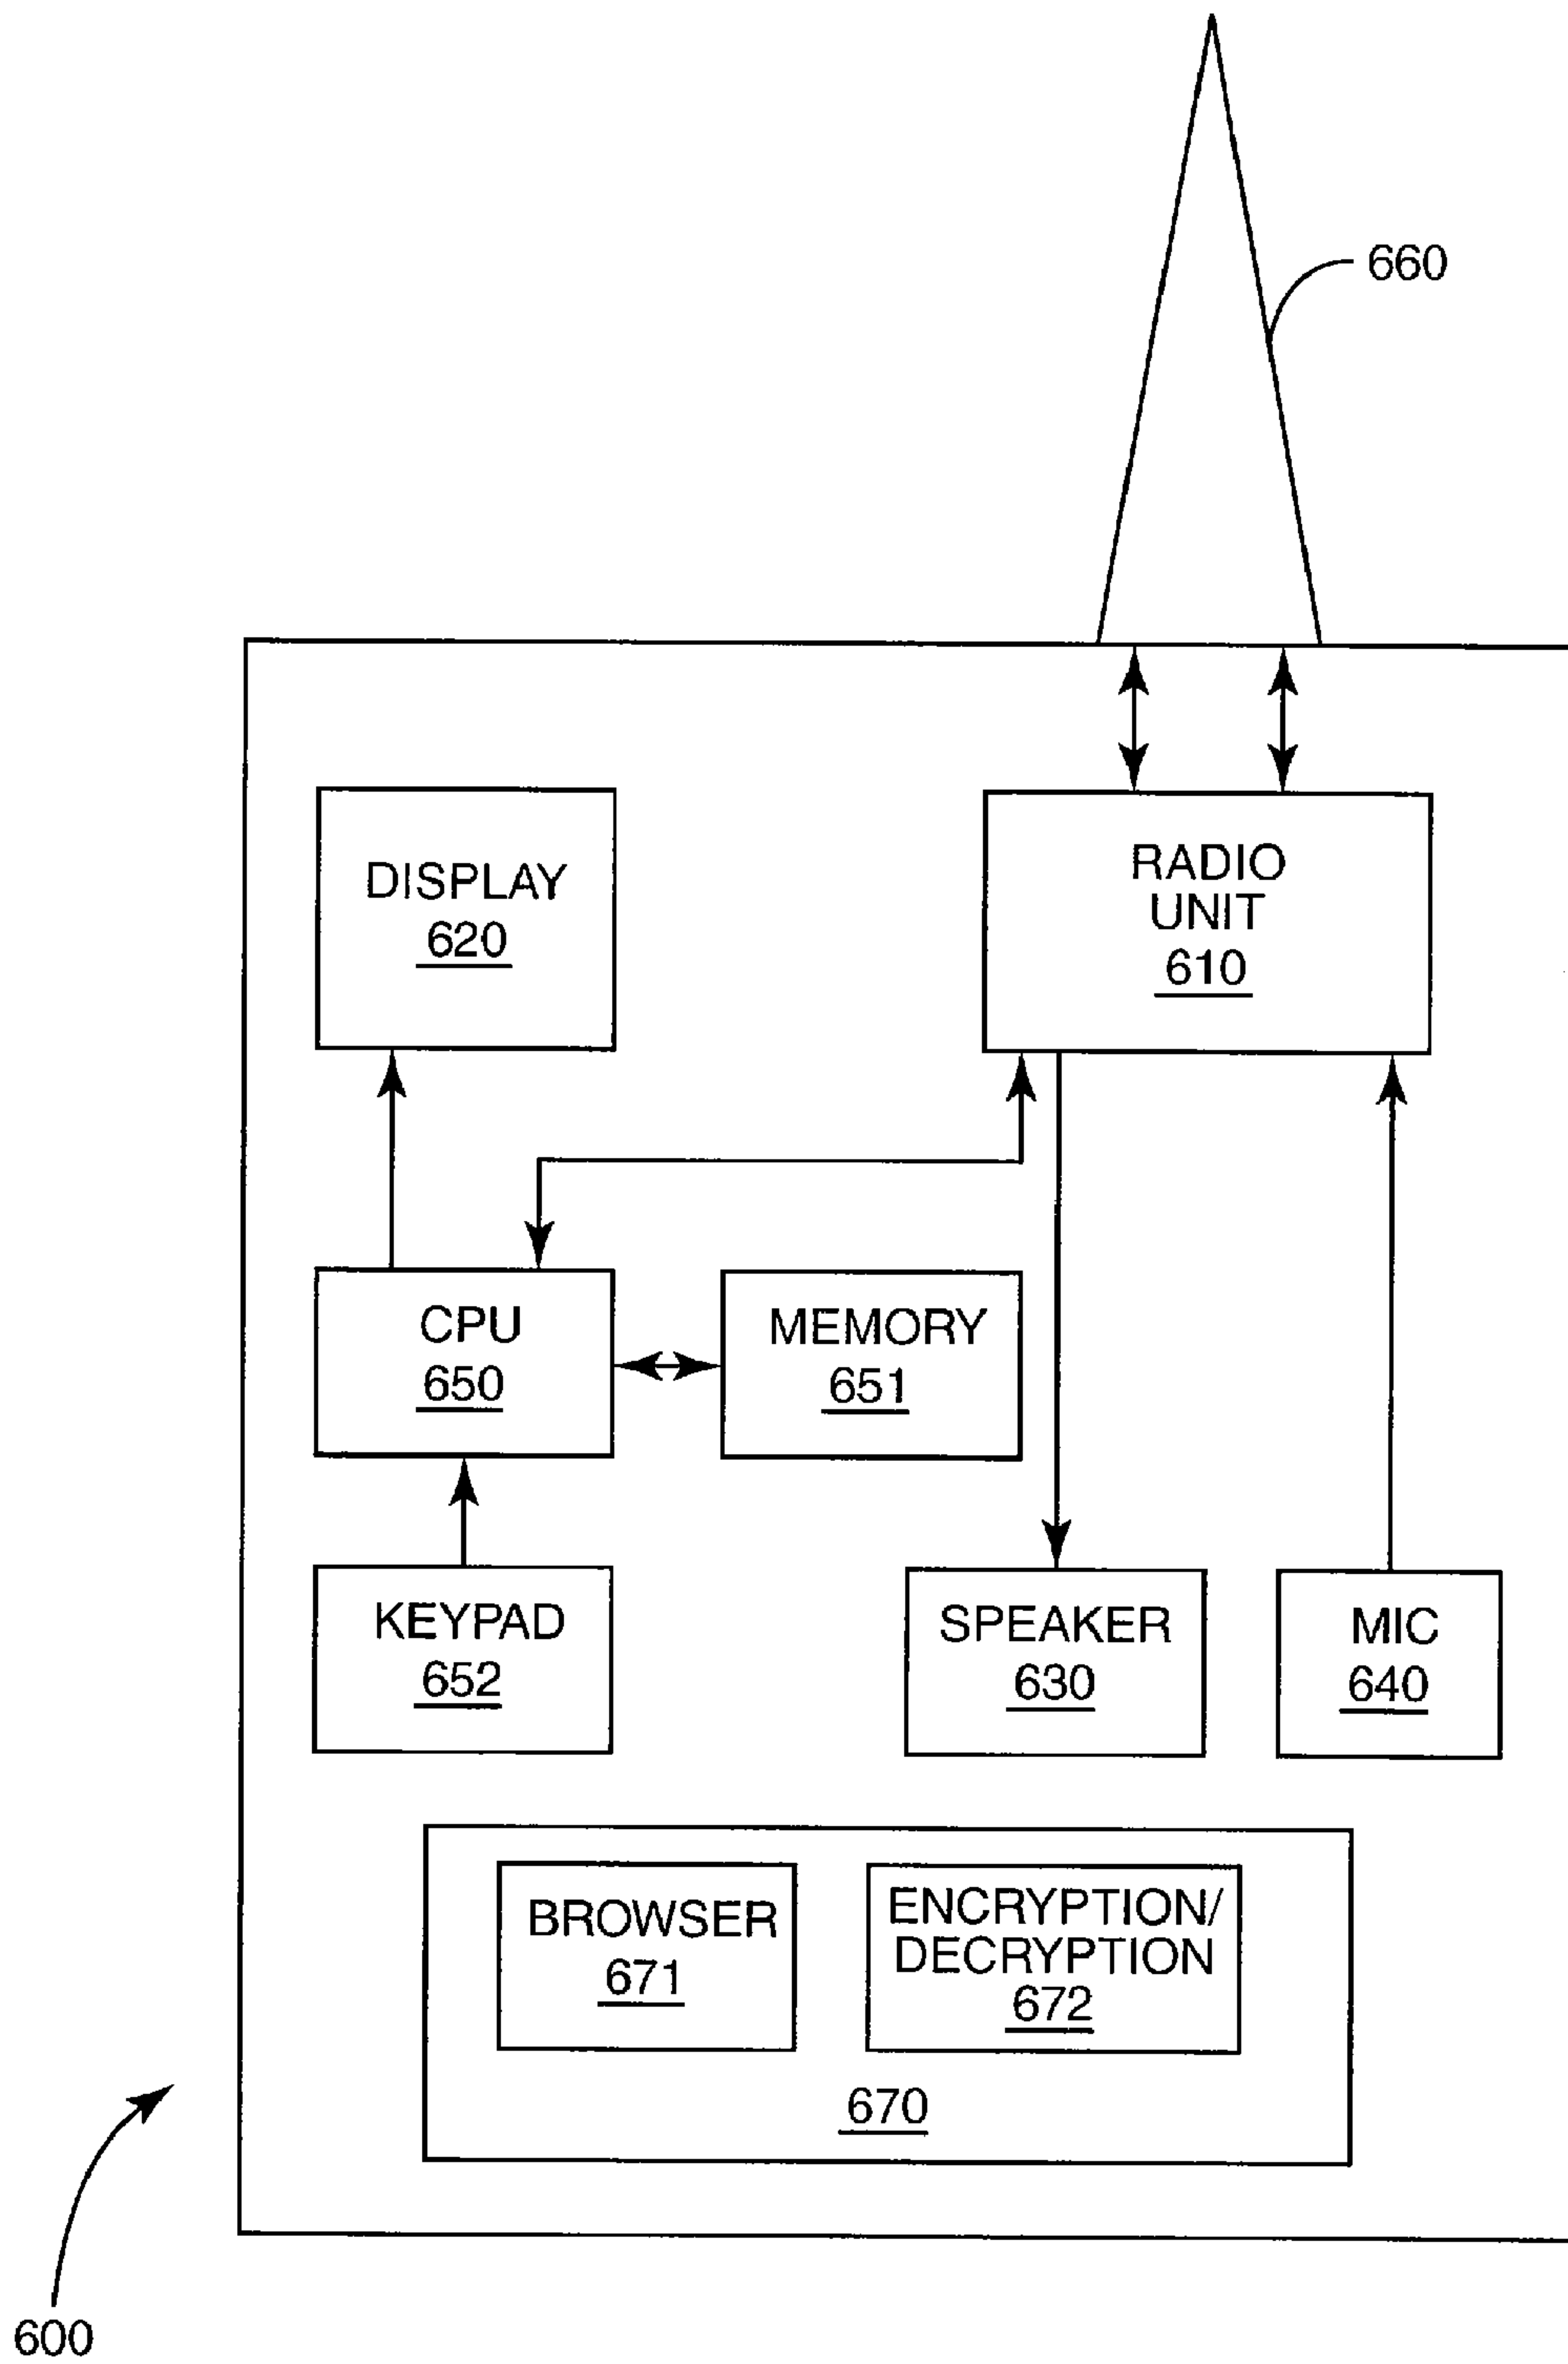 660
DISPLAY
620
RADIO
UNIT
610
CPU
650
MEMORY
651
KEYPAD
652
SPEAKER
630
MIC
640
BROWSER
671
ENCRYPTION/
DECRYPTION
672
670
600